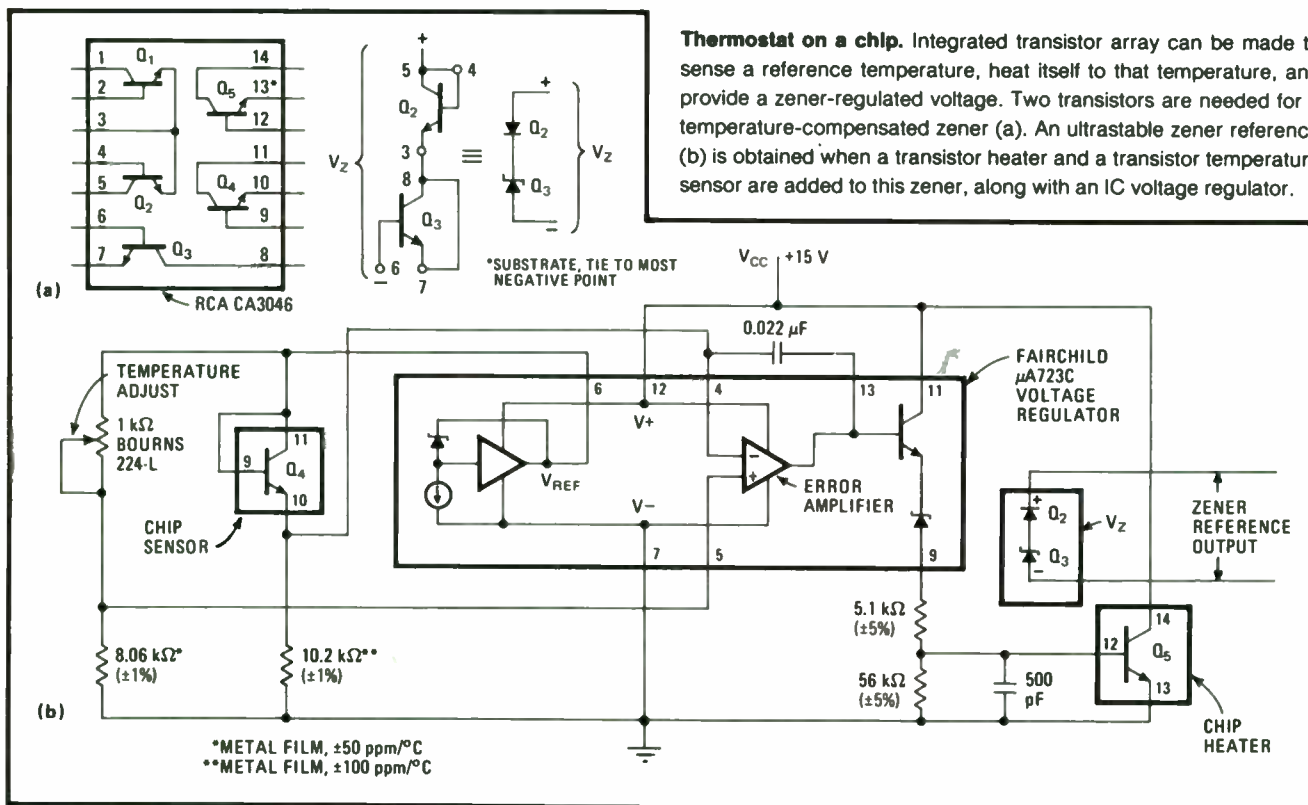 Thermostat on a chip. Integrated transistor array can be made t
sense a reference temperature, heat itself to that temperature, an
provide a zener-regulated voltage. Two transistors are needed for
temperature-compensated zener (a). An ultrastable zener referenc
(b) is obtained when a transistor heater and a transistor temperatur
sensor are added to this zener, along with an IC voltage regulator.
1
2
3
4
5
6
7
Q1
Q2
Q3
14
13*
12
11
10
9
8
Q5
Q4
(a)
RCA CA3046
VZ
+
5
4
Q2
3
8
Q3
6
−
7
≡
+
Q2
Q3
−
VZ
*SUBSTRATE, TIE TO MOST
NEGATIVE POINT
VCC
+15 V
0.022 µF
TEMPERATURE
ADJUST
1 kΩ
BOURNS
224-L
11
9
Q4
10
CHIP
SENSOR
6
12
4
13
11
FAIRCHILD
µA723C
VOLTAGE
REGULATOR
V+
VREF
V−
−
+
ERROR
AMPLIFIER
7
5
9
+
Q2
Q3
−
VZ
ZENER
REFERENCE
OUTPUT
8.06 kΩ*
(±1%)
10.2 kΩ**
(±1%)
5.1 kΩ
(±5%)
56 kΩ
(±5%)
500
pF
14
12
Q5
13
CHIP
HEATER
(b)
*METAL FILM, ±50 ppm/°C
**METAL FILM, ±100 ppm/°C